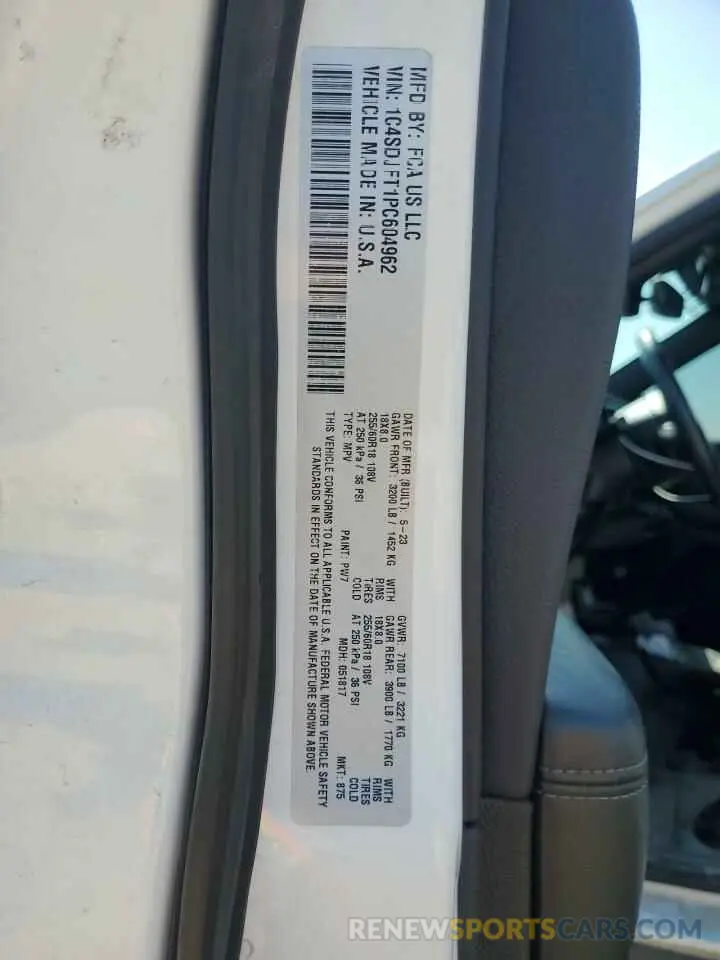 MFD BY: FCA US LLC
VIN: 1C4SDJFT1PC604962
VEHICLE MADE IN: U.S.A.
DATE OF MFR (BUILT): 5-23 GVWR: 7100 LB / 3221 KG
GAWR FRONT: 3200 LB / 1452 KG WITH GAWR REAR: 3900 LB / 1770 KG WITH
18X8.0 RIMS 18X8.0 RIMS
255/60R18 108V TIRES 255/60R18 108V TIRES
AT 250 kPa / 36 PSI COLD AT 250 kPa / 36 PSI COLD
TYPE: MPV PAINT: PW7 MDH: 051817 MKT: 875
THIS VEHICLE CONFORMS TO ALL APPLICABLE U.S.A. FEDERAL MOTOR VEHICLE SAFETY
STANDARDS IN EFFECT ON THE DATE OF MANUFACTURE SHOWN ABOVE.
RENEWSPORTSCARS.COM